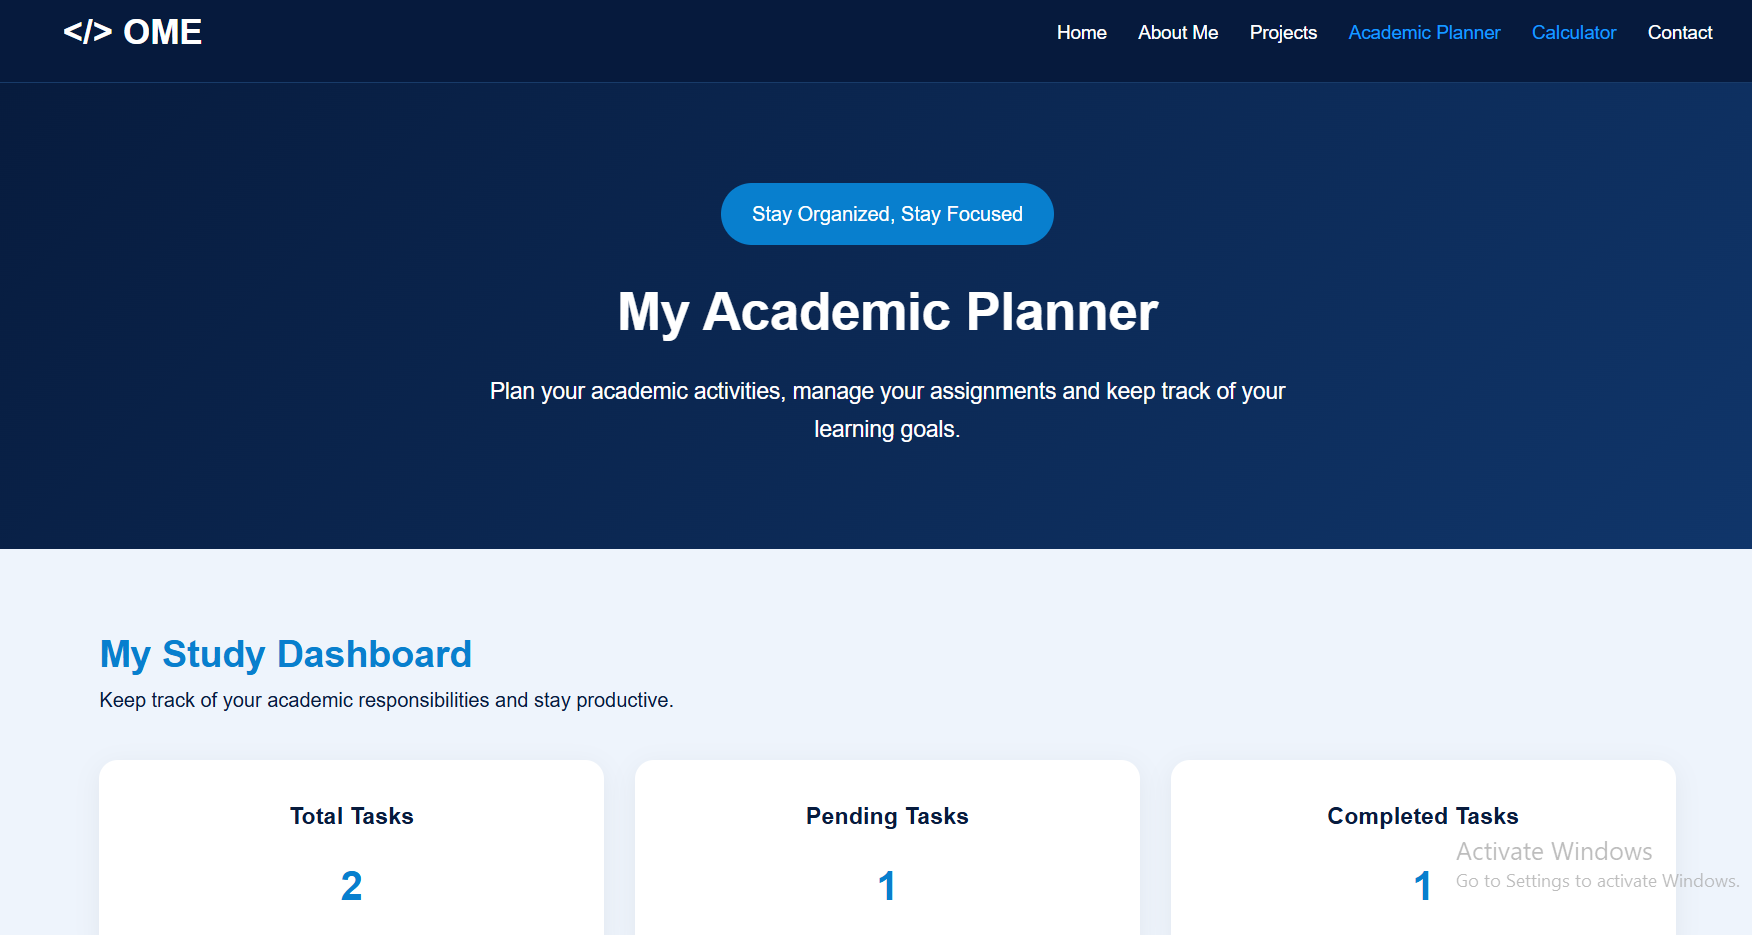 </> OME
Home About Me Projects Academic Planner Calculator Contact
Stay Organized, Stay Focused
My Academic Planner
Plan your academic activities, manage your assignments and keep track of your
learning goals.
My Study Dashboard
Keep track of your academic responsibilities and stay productive.
Total Tasks
2
Pending Tasks
1
Completed Tasks
1
Activate Windows
Go to Settings to activate Windows.